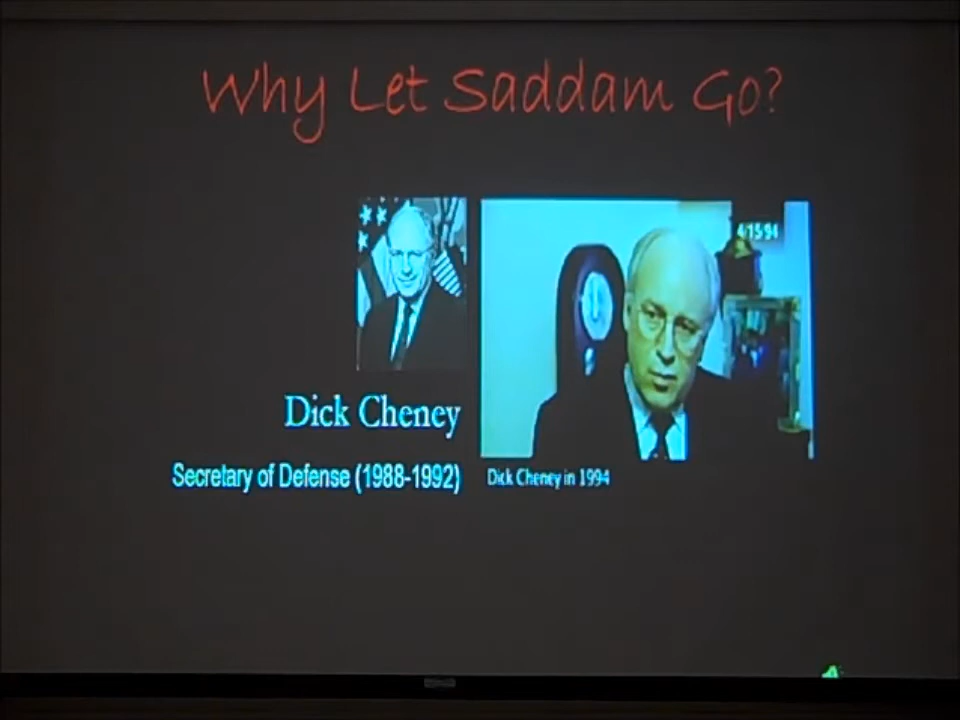 Why Let Saddam Go?
4/15/94
Dick Cheney
Secretary of Defense (1988-1992)
Dick Cheney in 1994